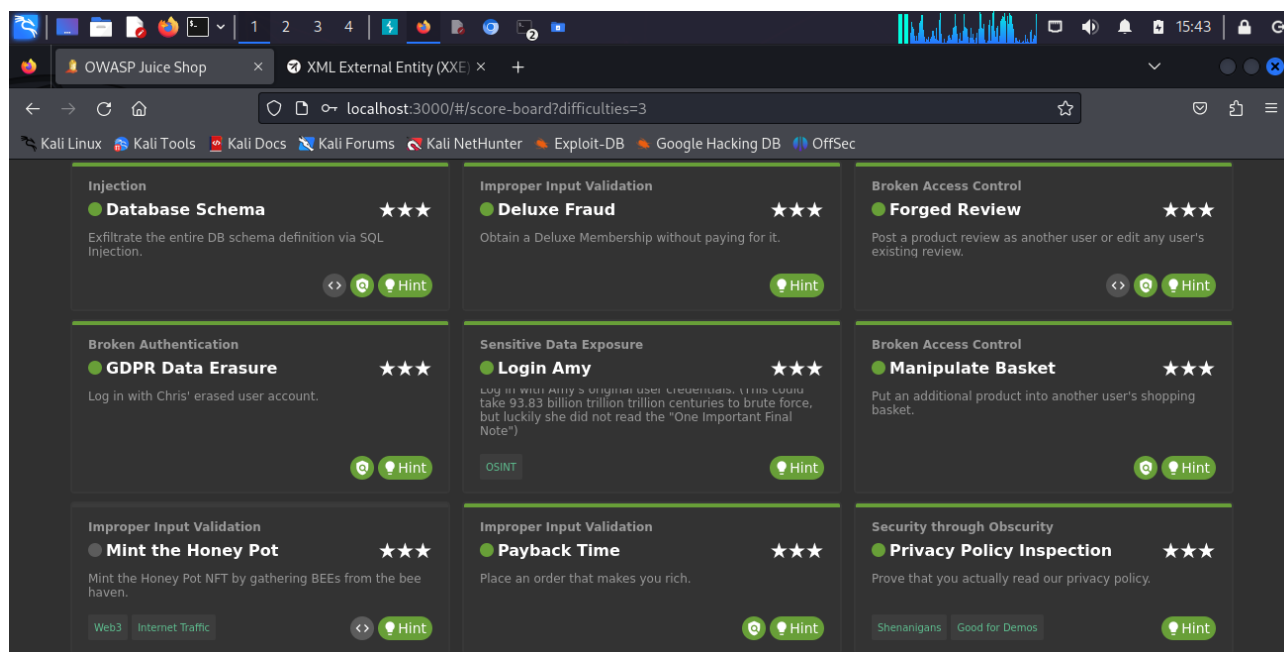 1 2 3 4 2 15:43
OWASP Juice Shop × XML External Entity (XXE) × +
localhost:3000/#/score-board?difficulties=3
Kali Linux Kali Tools Kali Docs Kali Forums Kali NetHunter Exploit-DB Google Hacking DB OffSec
Injection
Database Schema ★★★
Exfiltrate the entire DB schema definition via SQL
Injection.
<> Hint
Improper Input Validation
Deluxe Fraud ★★★
Obtain a Deluxe Membership without paying for it.
Hint
Broken Access Control
Forged Review ★★★
Post a product review as another user or edit any user's
existing review.
<> Hint
Broken Authentication
GDPR Data Erasure ★★★
Log in with Chris' erased user account.
Hint
Sensitive Data Exposure
Login Amy ★★★
Log in with Amy's original user credentials. (This could
take 93.83 billion trillion trillion centuries to brute force,
but luckily she did not read the "One Important Final
Note")
OSINT Hint
Broken Access Control
Manipulate Basket ★★★
Put an additional product into another user's shopping
basket.
Hint
Improper Input Validation
Mint the Honey Pot ★★★
Mint the Honey Pot NFT by gathering BEEs from the bee
haven.
Web3 Internet Traffic <> Hint
Improper Input Validation
Payback Time ★★★
Place an order that makes you rich.
Hint
Security through Obscurity
Privacy Policy Inspection ★★★
Prove that you actually read our privacy policy.
Shenanigans Good for Demos Hint